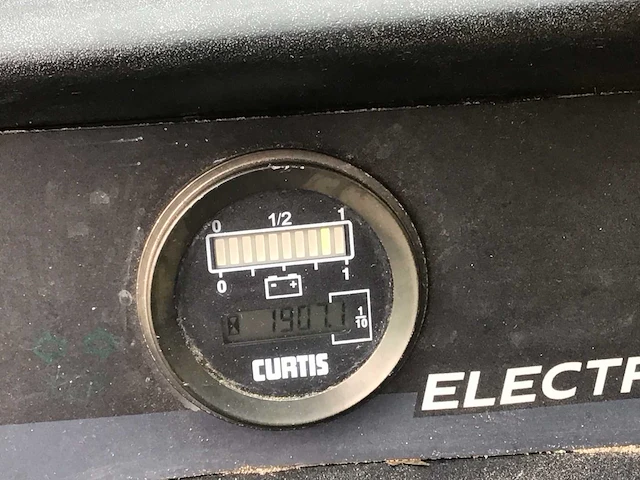 0 1/2 1
0 1
- +
1907.1 1/10
CURTIS
ELECTR